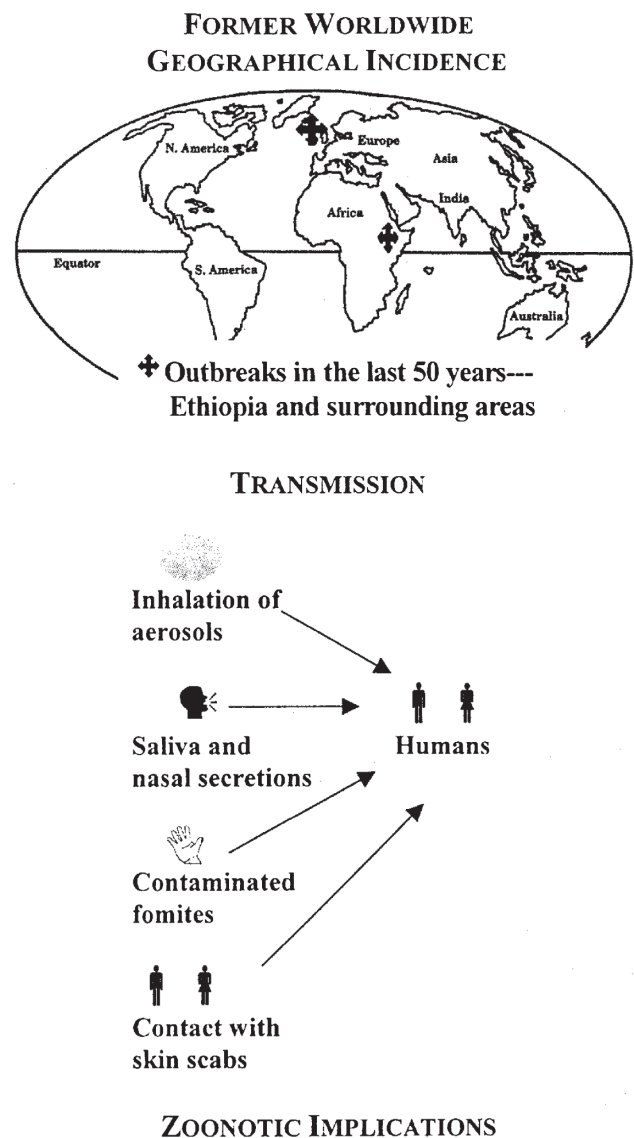 FORMER WORLDWIDE
GEOGRAPHICAL INCIDENCE
N. America
Europe
Asia
India
Africa
Equator
S. America
Australia
Outbreaks in the last 50 years---
Ethiopia and surrounding areas
TRANSMISSION
Inhalation of
aerosols
Saliva and
nasal secretions
Humans
Contaminated
fomites
Contact with
skin scabs
ZOONOTIC IMPLICATIONS